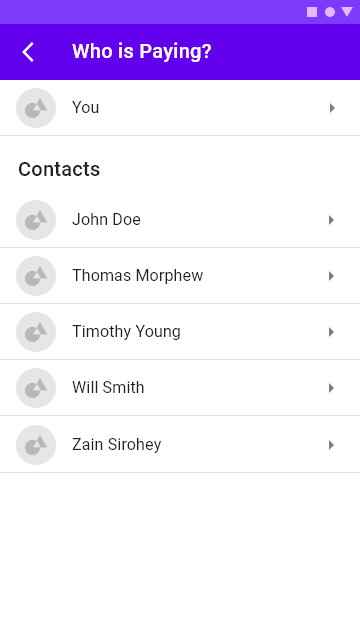 Who is Paying?
You
Contacts
John Doe
Thomas Morphew
Timothy Young
Will Smith
Zain Sirohey